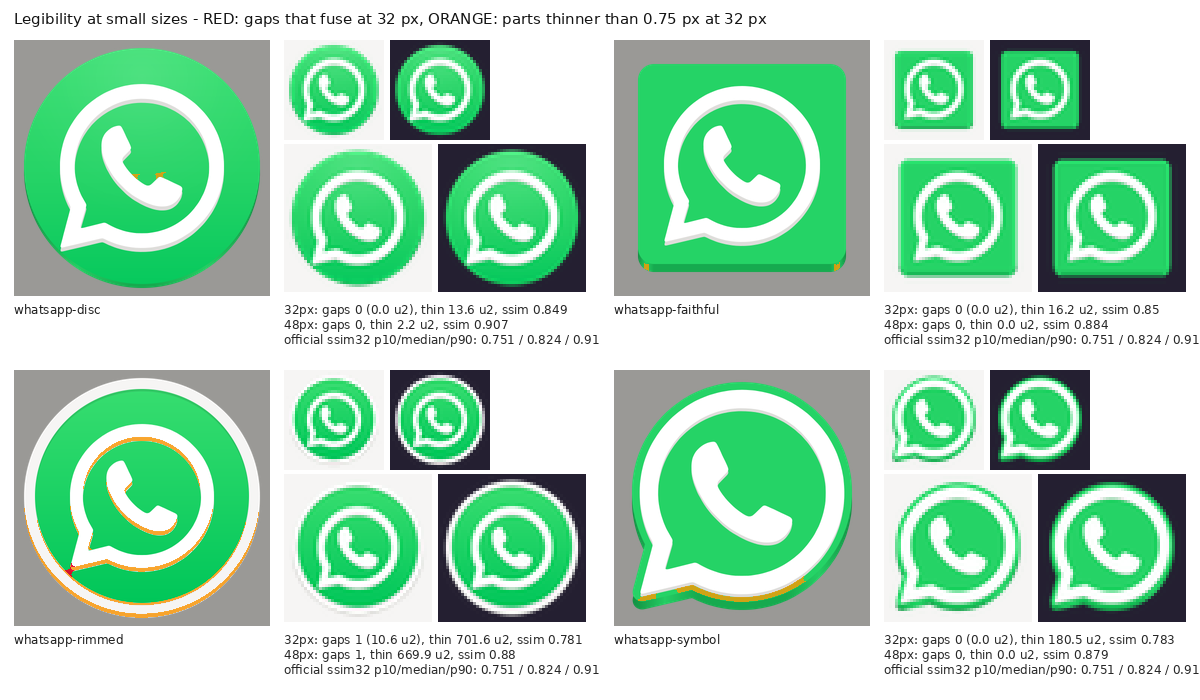 Legibility at small sizes - RED: gaps that fuse at 32 px, ORANGE: parts thinner than 0.75 px at 32 px
whatsapp-disc
32px: gaps 0 (0.0 u2), thin 13.6 u2, ssim 0.849
48px: gaps 0, thin 2.2 u2, ssim 0.907
official ssim32 p10/median/p90: 0.751 / 0.824 / 0.91
whatsapp-faithful
32px: gaps 0 (0.0 u2), thin 16.2 u2, ssim 0.85
48px: gaps 0, thin 0.0 u2, ssim 0.884
official ssim32 p10/median/p90: 0.751 / 0.824 / 0.91
whatsapp-rimmed
32px: gaps 1 (10.6 u2), thin 701.6 u2, ssim 0.781
48px: gaps 1, thin 669.9 u2, ssim 0.88
official ssim32 p10/median/p90: 0.751 / 0.824 / 0.91
whatsapp-symbol
32px: gaps 0 (0.0 u2), thin 180.5 u2, ssim 0.783
48px: gaps 0, thin 0.0 u2, ssim 0.879
official ssim32 p10/median/p90: 0.751 / 0.824 / 0.91